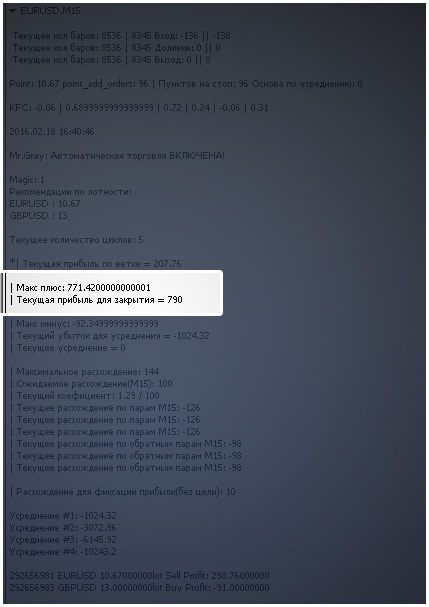 ▼ EURUSD,M15
Текущее кол баров: 8536 | 8345 Вход: -136 || -138
Текущее кол баров: 8536 | 8345 Доливки: 0 || 0
Текущее кол баров: 8536 | 8345 Выход: 0 || 0
Point: 10.67 point_add_orders: 96 | Пунктов на стоп: 96 Основа по усреднению: 0
KFC: -0.06 | 0.6899999999999999 | 0.72 | 0.24 | -0.06 | 0.31
2016.02.18 16:40:46
Mr.Gray: Автоматическая торговля ВКЛЮЧЕНА!
Magic: 1
Рекомендации по лотности:
EURUSD : 10.67
GBPUSD : 13
Текущее количество циклов: 5
*| Текущая прибыль по ветке = 207.76
| Макс плюс: 771.4200000000001
| Текущая прибыль для закрытия = 790
| Макс минус: -92.34999999999999
| Текущий убыток для усреднения = -1024.32
| Текущее усреднение = 0
| Максимальное расхождение: 144
| Ожидаемое расхождение(M15): 100
| Текущий коефициент: 1.29 / 100
| Текущее расхождение по парам M15: -126
| Текущее расхождение по парам M15: -126
| Текущее расхождение по парам M15: -126
| Текущее расхождение по обратным парам M15: -98
| Текущее расхождение по обратным парам M15: -98
| Текущее расхождение по обратным парам M15: -98
| Расхождение для фиксации прибыли(без цели): 10
Усреднение #1: -1024.32
Усреднение #2: -3072.96
Усреднение #3: -6145.92
Усреднение #4: -10243.2
292656981 EURUSD 10.67000000lot Sell Profit: 298.76000000
292656983 GBPUSD 13.00000000lot Buy Profit: -91.00000000